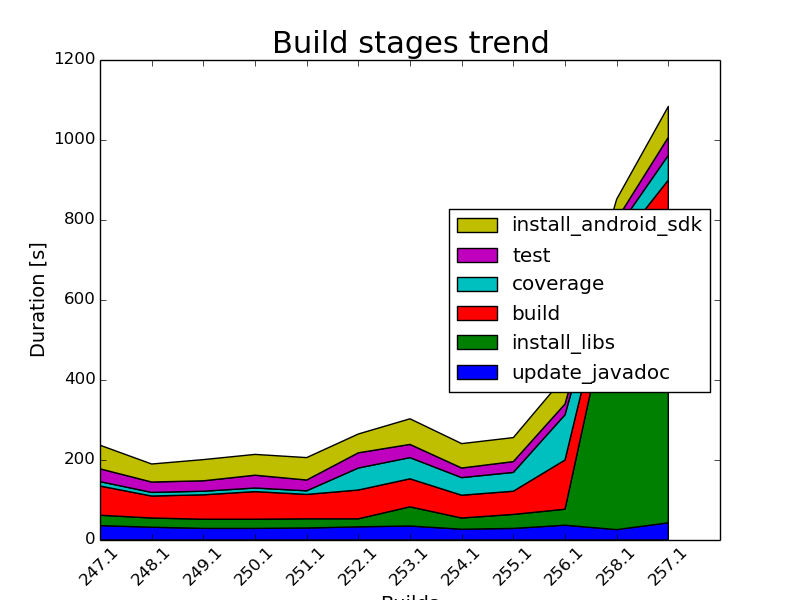 Build stages trend
1200
1000
800
600
400
200
0
Duration [s]
install_android_sdk
test
coverage
build
install_libs
update_javadoc
247.1
248.1
249.1
250.1
251.1
252.1
253.1
254.1
255.1
256.1
258.1
257.1
Builds